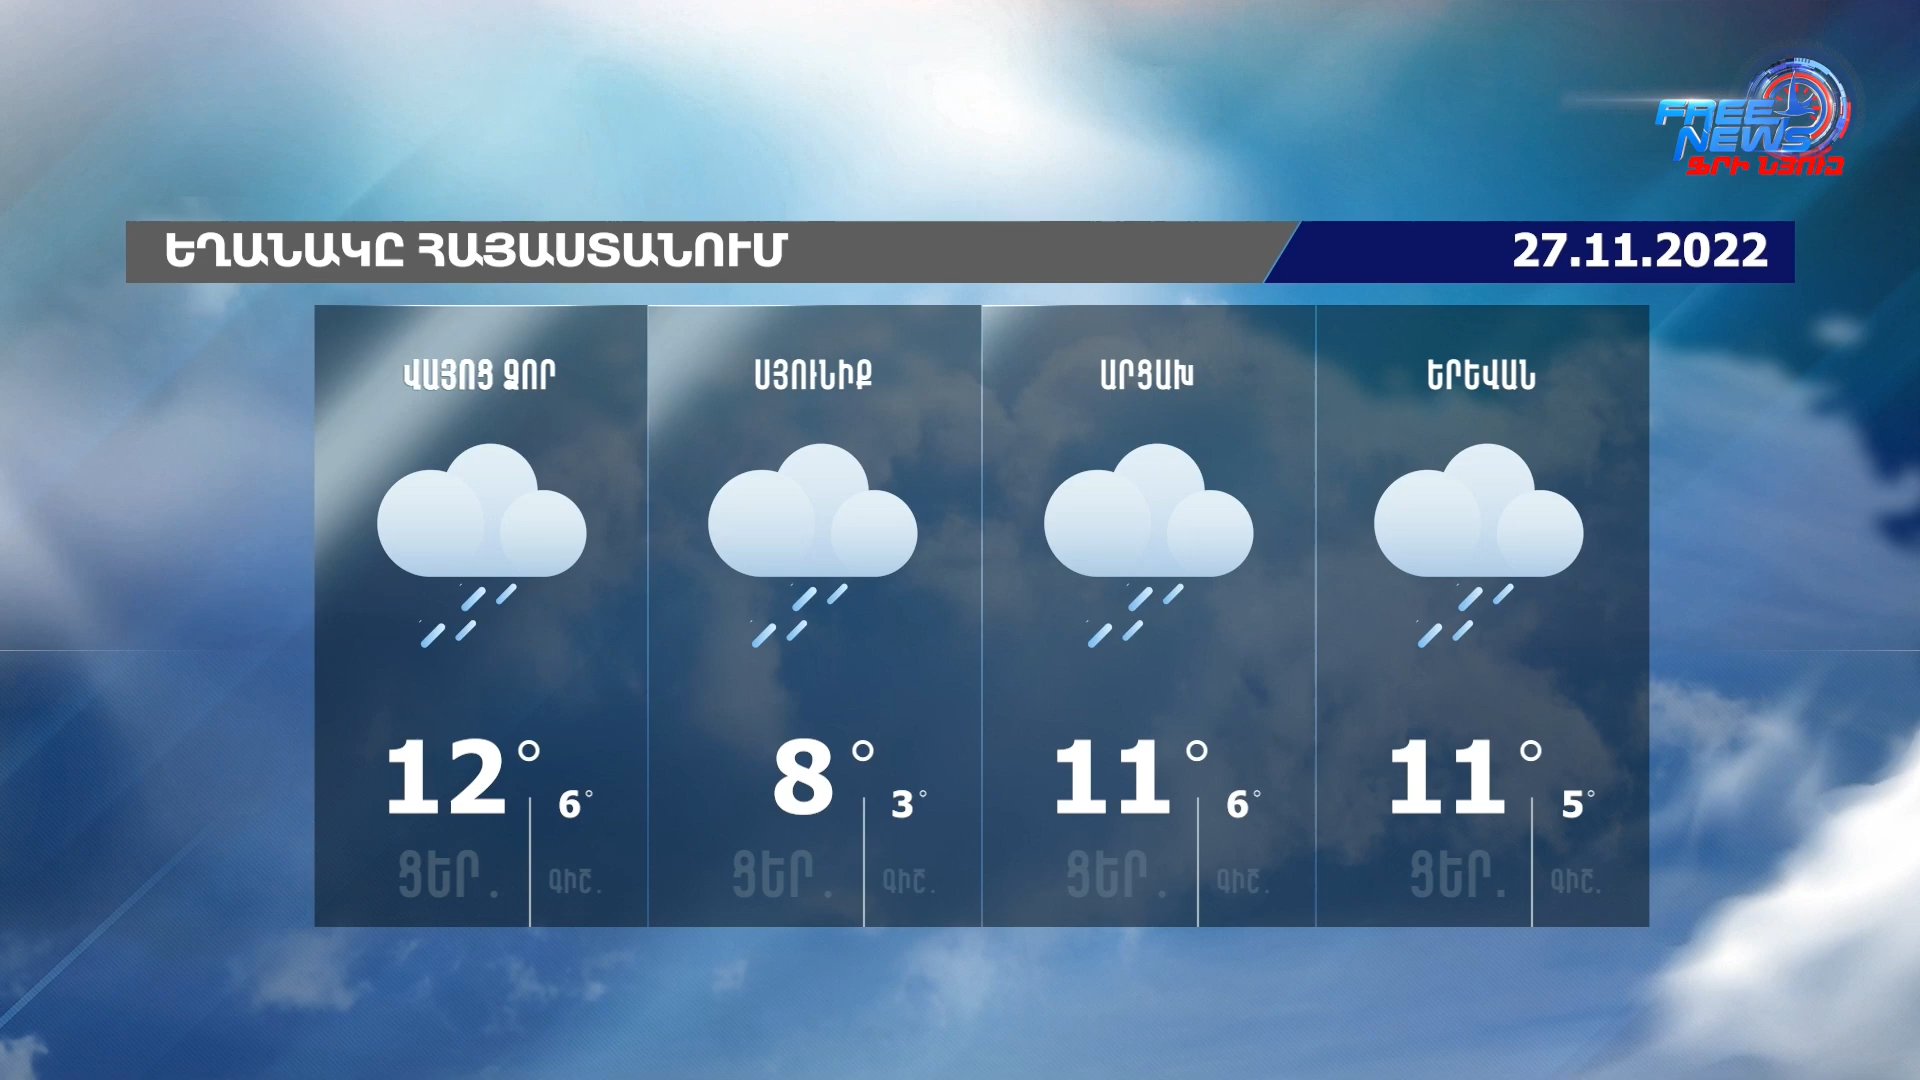 FREE
NEWS
ՖՐԻ ՆՅՈՒԶ
ԵՂԱՆԱԿԸ ՀԱՅԱՍՏԱՆՈՒՄ 27.11.2022
ՎԱՅՈՑ ՁՈՐ ՍՅՈՒՆԻՔ ԱՐՑԱԽ ԵՐԵՎԱՆ
12° 6° 8° 3° 11° 6° 11° 5°
ՑԵՐ. ԳԻՇ. ՑԵՐ. ԳԻՇ. ՑԵՐ. ԳԻՇ. ՑԵՐ. ԳԻՇ.